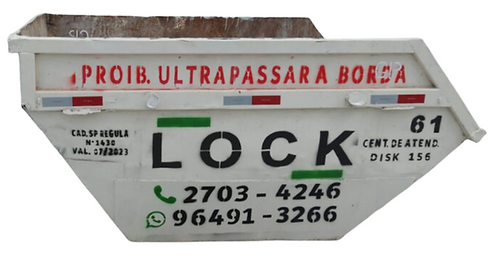 PROIB. ULTRAPASSAR A BORDA
CAD. SP REGULA
Nº 1430
VAL. 07/2023
LOCK
61
CENT. DE ATEND.
DISK 156
2703 - 4246
96491 - 3266